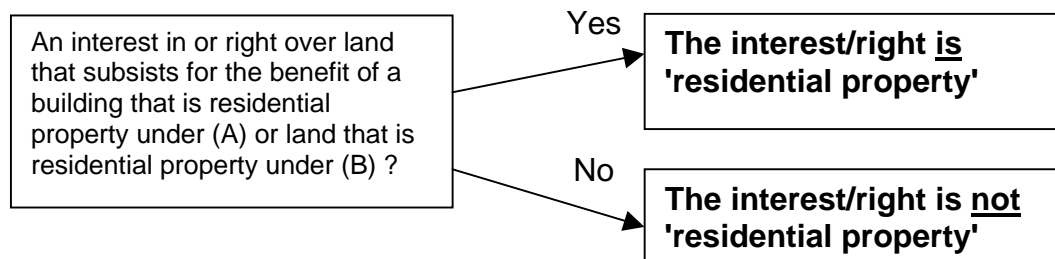 An interest in or right over land
that subsists for the benefit of a
building that is residential
property under (A) or land that is
residential property under (B) ?
Yes
The interest/right is
'residential property'
No
The interest/right is not
'residential property'